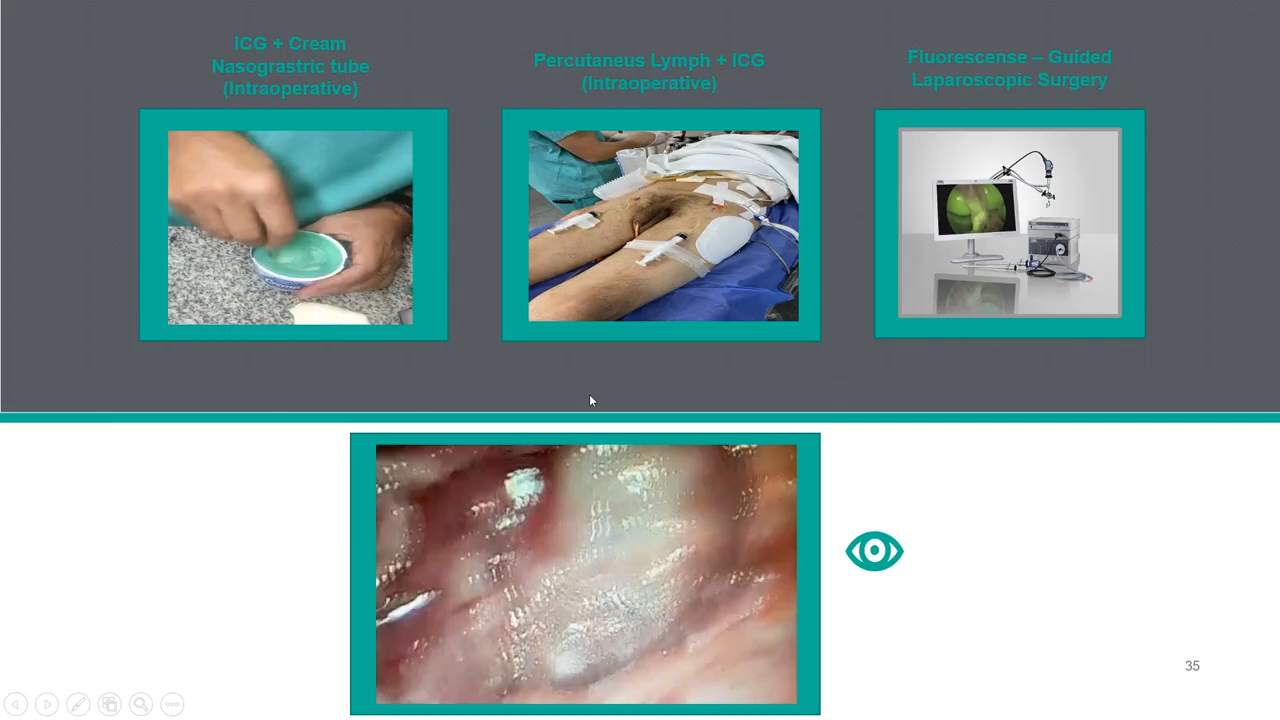 ICG + Cream
Nasograstric tube
(Intraoperative)
Percutaneus Lymph + ICG
(Intraoperative)
Fluorescense – Guided
Laparoscopic Surgery
35